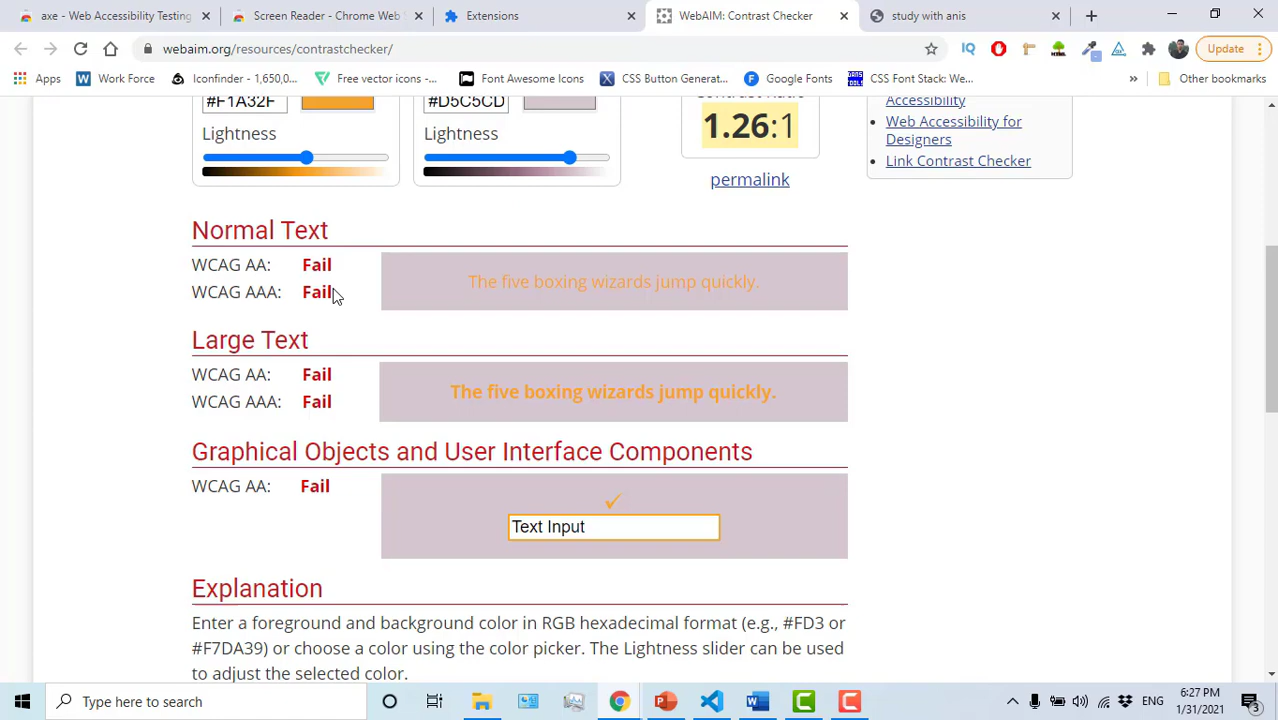 axe - Web Accessibility Testing
Screen Reader - Chrome Web
Extensions
WebAIM: Contrast Checker
study with anis
webaim.org/resources/contrastchecker/
Update
Apps
Work Force
Iconfinder - 1,650,0...
Free vector icons -...
Font Awesome Icons
CSS Button Generat...
Google Fonts
CSS Font Stack: We...
Other bookmarks
#F1A32F
#D5C5CD
Contrast Ratio
1.26:1
permalink
Lightness
Lightness
Accessibility
Web Accessibility for
Designers
Link Contrast Checker
Normal Text
WCAG AA: Fail
WCAG AAA: Fail
The five boxing wizards jump quickly.
Large Text
WCAG AA: Fail
WCAG AAA: Fail
The five boxing wizards jump quickly.
Graphical Objects and User Interface Components
WCAG AA: Fail
Text Input
Explanation
Enter a foreground and background color in RGB hexadecimal format (e.g., #FD3 or
#F7DA39) or choose a color using the color picker. The Lightness slider can be used
to adjust the selected color.
Type here to search
6:27 PM
1/31/2021
3